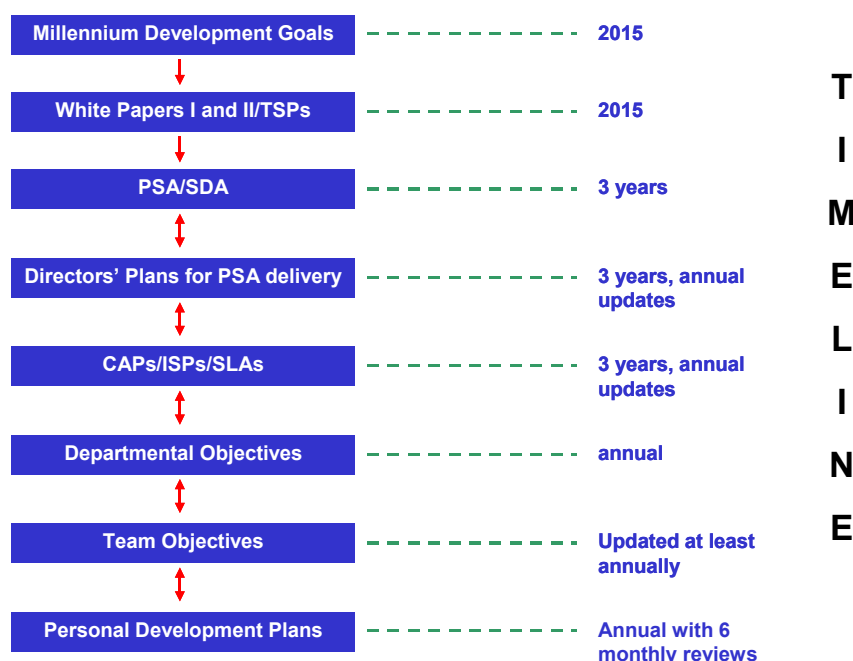 Millennium Development Goals
2015
White Papers I and II/TSPs
2015
PSA/SDA
3 years
Directors’ Plans for PSA delivery
3 years, annual
updates
CAPs/ISPs/SLAs
3 years, annual
updates
Departmental Objectives
annual
Team Objectives
Updated at least
annually
Personal Development Plans
Annual with 6
monthly reviews
T
I
M
E
L
I
N
E